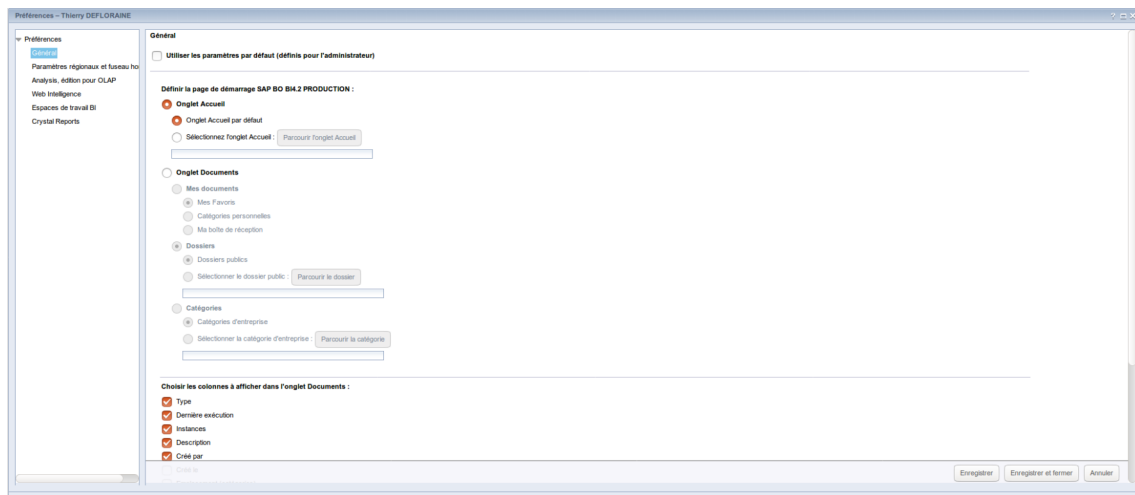 Préférences – Thierry DEFLORAINE
Préférences
Général
Paramètres régionaux et fuseau ho
Analysis, édition pour OLAP
Web Intelligence
Espaces de travail BI
Crystal Reports
Général
Utiliser les paramètres par défaut (définis pour l'administrateur)
Définir la page de démarrage SAP BO BI4.2 PRODUCTION :
Onglet Accueil
Onglet Accueil par défaut
Sélectionnez l'onglet Accueil : Parcourir l'onglet Accueil
Onglet Documents
Mes documents
Mes Favoris
Catégories personnelles
Ma boîte de réception
Dossiers
Dossiers publics
Sélectionner le dossier public : Parcourir le dossier
Catégories
Catégories d'entreprise
Sélectionner la catégorie d'entreprise : Parcourir la catégorie
Choisir les colonnes à afficher dans l'onglet Documents :
Type
Dernière exécution
Instances
Description
Créé par
Créé le
Enregistrer Enregistrer et fermer Annuler